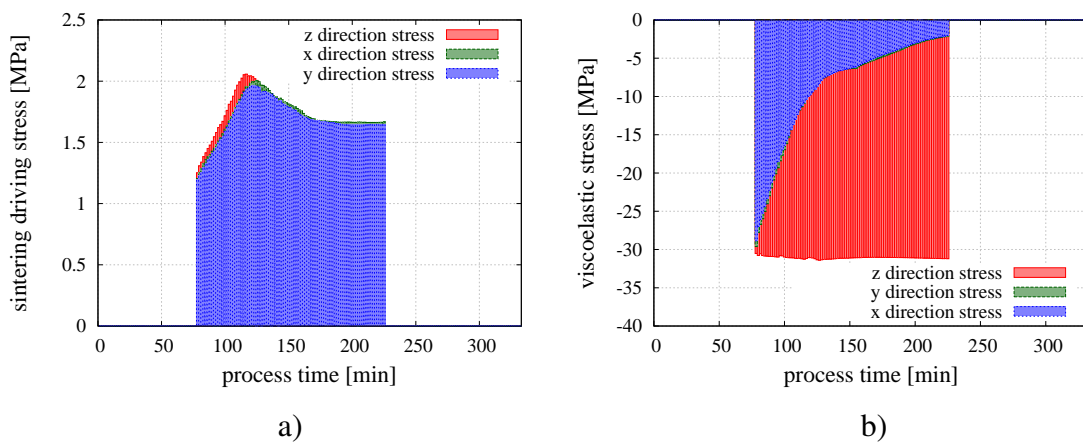 2.5
2
1.5
1
0.5
0
0 50 100 150 200 250 300
sintering driving stress [MPa]
process time [min]
z direction stress
x direction stress
y direction stress
a)
0
-5
-10
-15
-20
-25
-30
-35
-40
0 50 100 150 200 250 300
viscoelastic stress [MPa]
process time [min]
z direction stress
y direction stress
x direction stress
b)